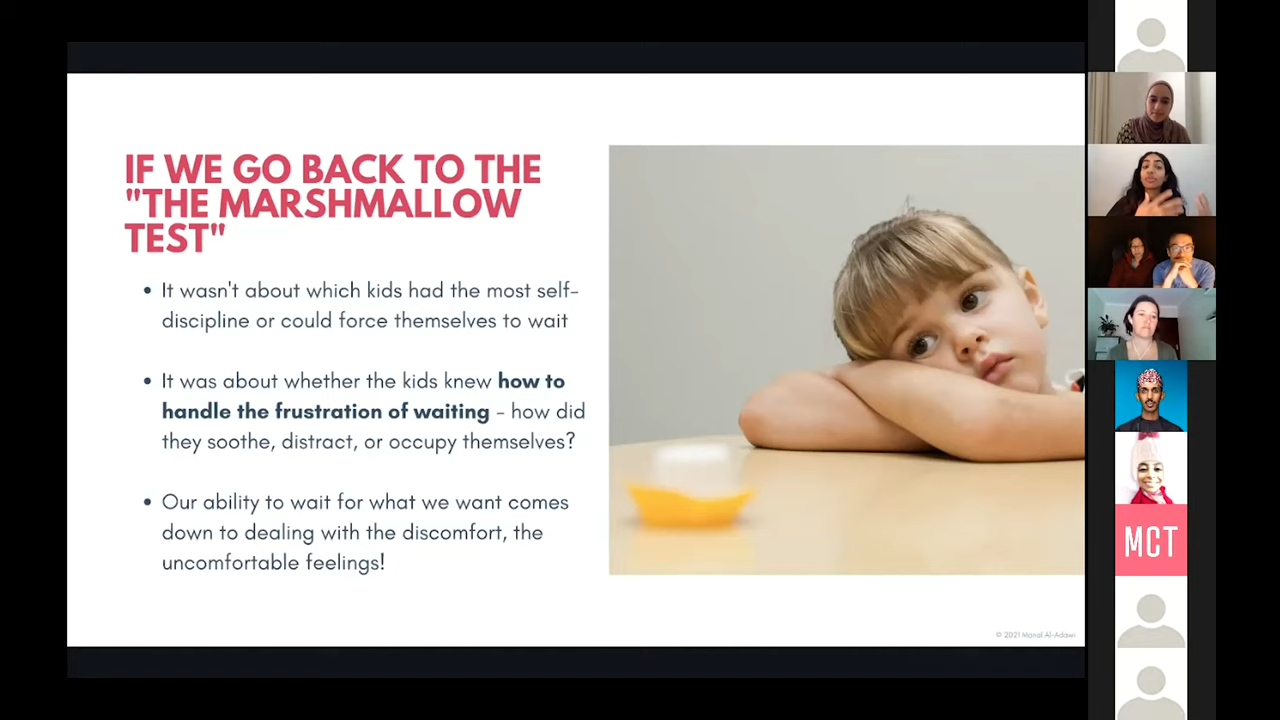 IF WE GO BACK TO THE
"THE MARSHMALLOW
TEST"
• It wasn't about which kids had the most self-
discipline or could force themselves to wait
• It was about whether the kids knew how to
handle the frustration of waiting - how did
they soothe, distract, or occupy themselves?
• Our ability to wait for what we want comes
down to dealing with the discomfort, the
uncomfortable feelings!
© 2021 Manal Al-Adawi
MCT